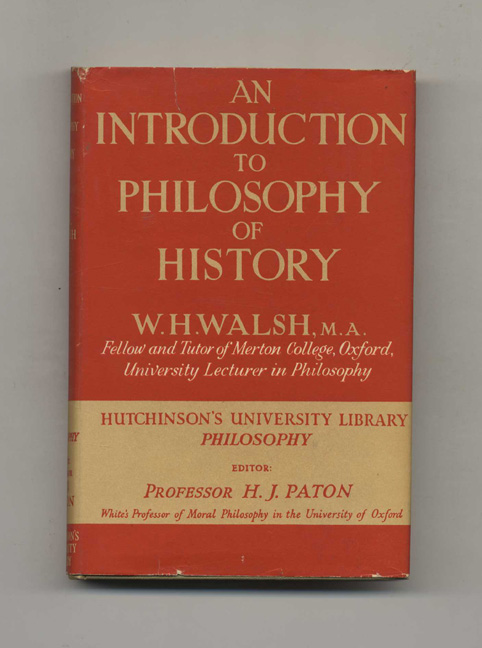 AN
INTRODUCTION
TO
PHILOSOPHY
OF
HISTORY
W.H.WALSH, M.A.
Fellow and Tutor of Merton College, Oxford,
University Lecturer in Philosophy
HUTCHINSON'S UNIVERSITY LIBRARY
PHILOSOPHY
EDITOR:
PROFESSOR H. J. PATON
White's Professor of Moral Philosophy in the University of Oxford